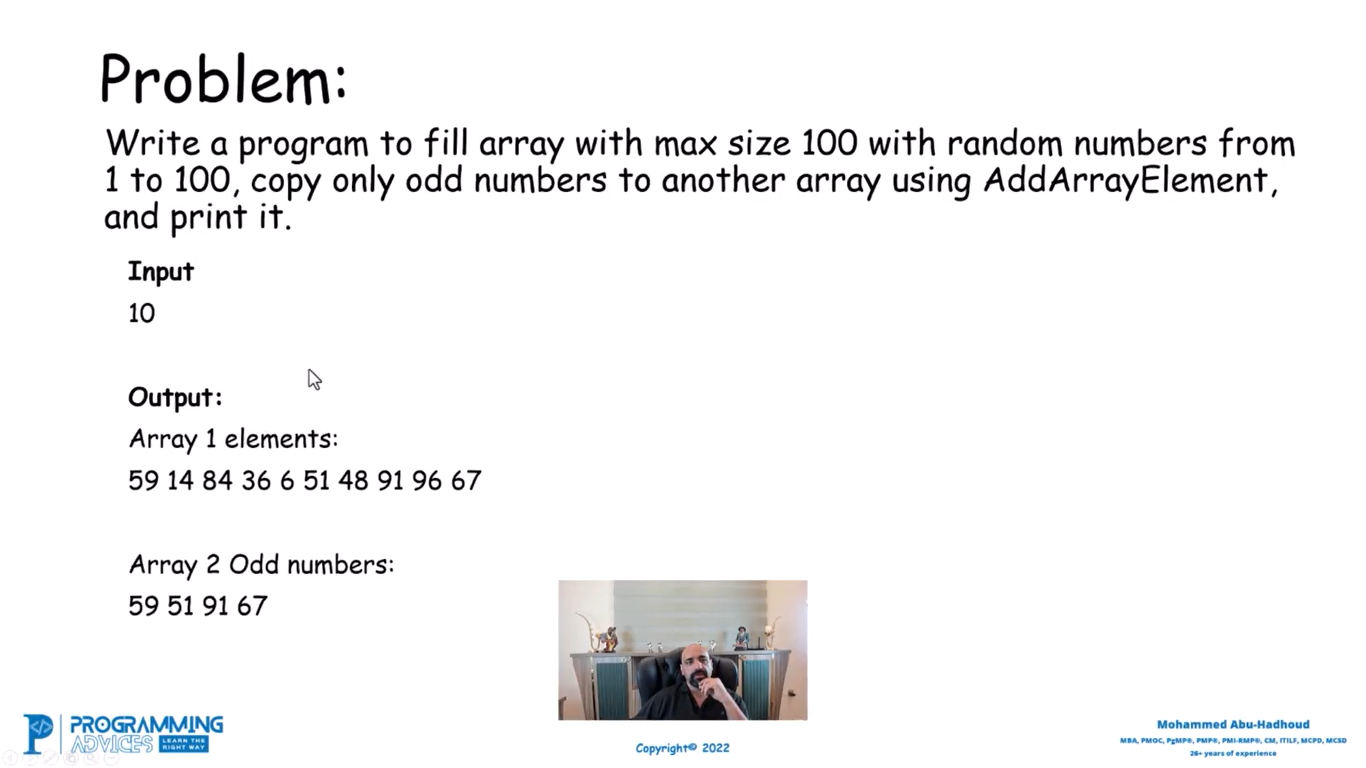 Problem:
Write a program to fill array with max size 100 with random numbers from
1 to 100, copy only odd numbers to another array using AddArrayElement,
and print it.
Input
10
Output:
Array 1 elements:
59 14 84 36 6 51 48 91 96 67
Array 2 Odd numbers:
59 51 91 67
PROGRAMMING
ADVICES LEARN THE
RIGHT WAY
Copyright© 2022
Mohammed Abu-Hadhoud
MBA, PMOC, PgMP®, PMP®, PMI-RMP®, CM, ITILF, MCPD, MCSD
26+ years of experience